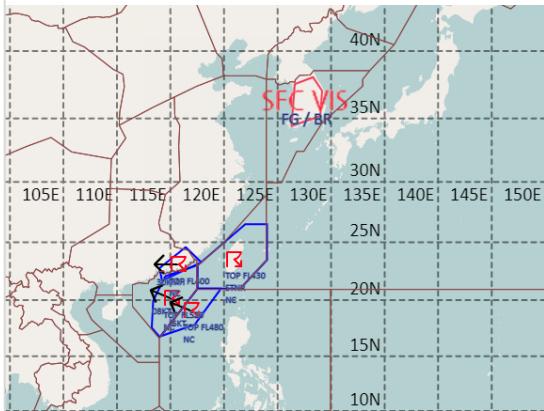 40N
SFC VIS
35N
FG / BR
30N
105E 110E 115E 120E 125E 130E 135E 140E 145E 150E
25N
TOP FL430
STNR
NC
20N
TOP FL480
NC
15N
10N